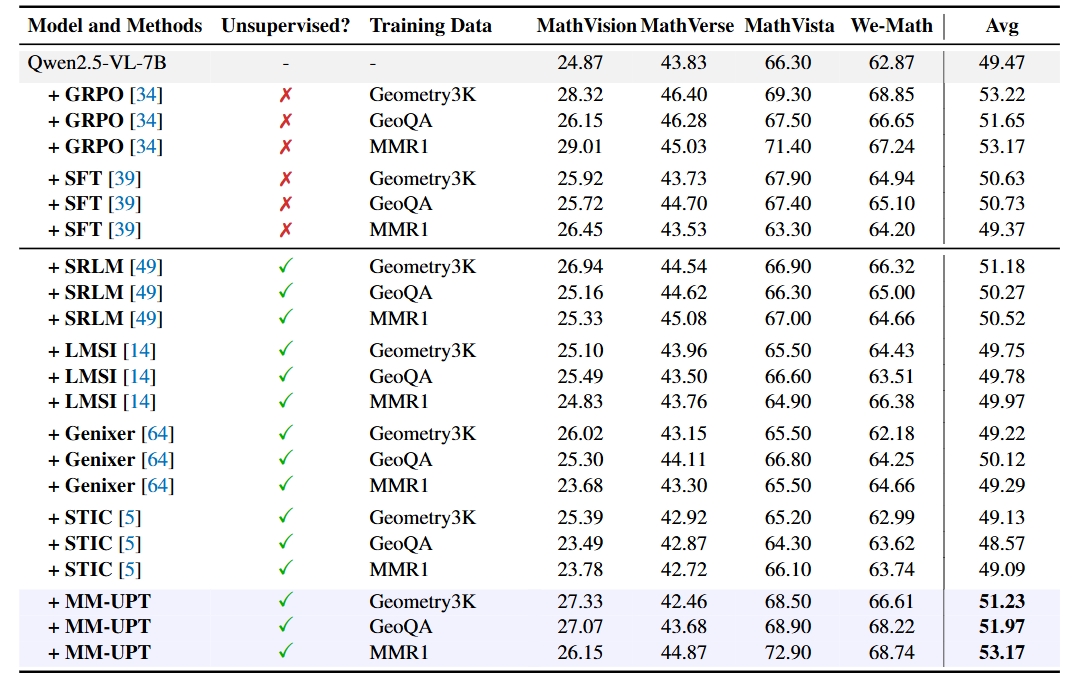 Model and Methods Unsupervised? Training Data MathVision MathVerse MathVista We-Math Avg
Qwen2.5-VL-7B - - 24.87 43.83 66.30 62.87 49.47
+ GRPO [34] ✗ Geometry3K 28.32 46.40 69.30 68.85 53.22
+ GRPO [34] ✗ GeoQA 26.15 46.28 67.50 66.65 51.65
+ GRPO [34] ✗ MMR1 29.01 45.03 71.40 67.24 53.17
+ SFT [39] ✗ Geometry3K 25.92 43.73 67.90 64.94 50.63
+ SFT [39] ✗ GeoQA 25.72 44.70 67.40 65.10 50.73
+ SFT [39] ✗ MMR1 26.45 43.53 63.30 64.20 49.37
+ SRLM [49] ✓ Geometry3K 26.94 44.54 66.90 66.32 51.18
+ SRLM [49] ✓ GeoQA 25.16 44.62 66.30 65.00 50.27
+ SRLM [49] ✓ MMR1 25.33 45.08 67.00 64.66 50.52
+ LMSI [14] ✓ Geometry3K 25.10 43.96 65.50 64.43 49.75
+ LMSI [14] ✓ GeoQA 25.49 43.50 66.60 63.51 49.78
+ LMSI [14] ✓ MMR1 24.83 43.76 64.90 66.38 49.97
+ Genixer [64] ✓ Geometry3K 26.02 43.15 65.50 62.18 49.22
+ Genixer [64] ✓ GeoQA 25.30 44.11 66.80 64.25 50.12
+ Genixer [64] ✓ MMR1 23.68 43.30 65.50 64.66 49.29
+ STIC [5] ✓ Geometry3K 25.39 42.92 65.20 62.99 49.13
+ STIC [5] ✓ GeoQA 23.49 42.87 64.30 63.62 48.57
+ STIC [5] ✓ MMR1 23.78 42.72 66.10 63.74 49.09
+ MM-UPT ✓ Geometry3K 27.33 42.46 68.50 66.61 51.23
+ MM-UPT ✓ GeoQA 27.07 43.68 68.90 68.22 51.97
+ MM-UPT ✓ MMR1 26.15 44.87 72.90 68.74 53.17